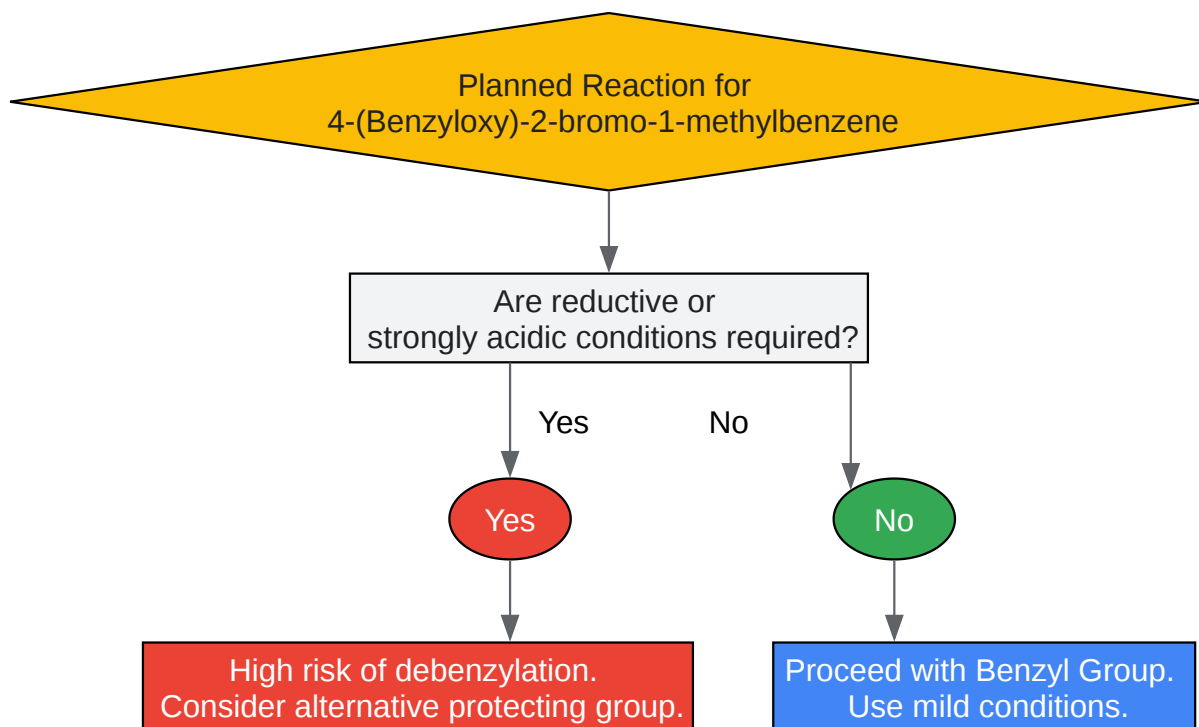 Planned Reaction for
4-(Benzyloxy)-2-bromo-1-methylbenzene
Are reductive or
strongly acidic conditions required?
Yes
No
Yes
No
High risk of debenzylation.
Consider alternative protecting group.
Proceed with Benzyl Group.
Use mild conditions.